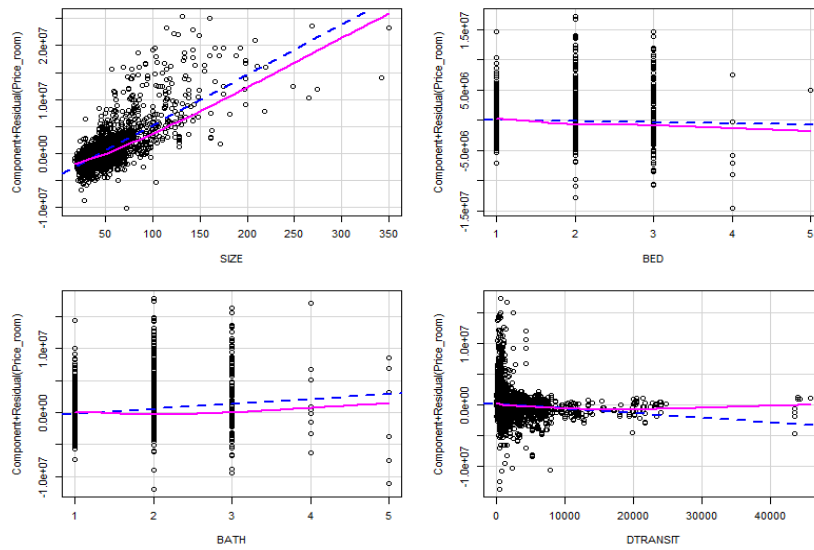 Component+Residual(Price_room)
2.0e+07
1.0e+07
0.0e+00
-1.0e+07
50 100 150 200 250 300 350
SIZE
Component+Residual(Price_room)
1.5e+07
5.0e+06
-5.0e+06
-1.5e+07
1 2 3 4 5
BED
Component+Residual(Price_room)
1.0e+07
0.0e+00
-1.0e+07
1 2 3 4 5
BATH
Component+Residual(Price_room)
1.0e+07
0.0e+00
-1.0e+07
0 10000 20000 30000 40000
DTRANSIT